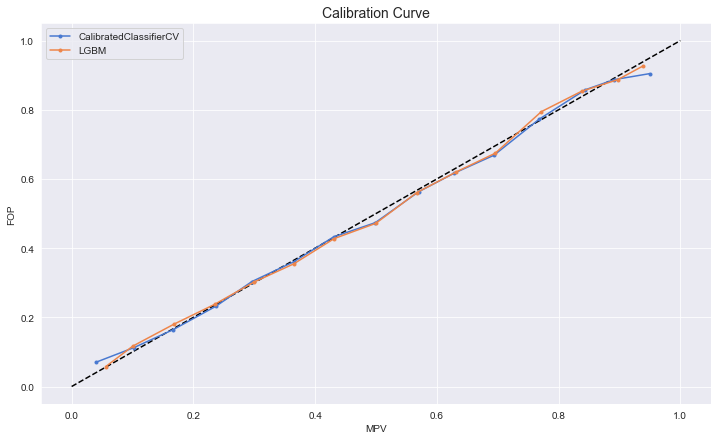 Calibration Curve
CalibratedClassifierCV
LGBM
1.0
0.8
0.6
0.4
0.2
0.0
FOP
0.0 0.2 0.4 0.6 0.8 1.0
MPV